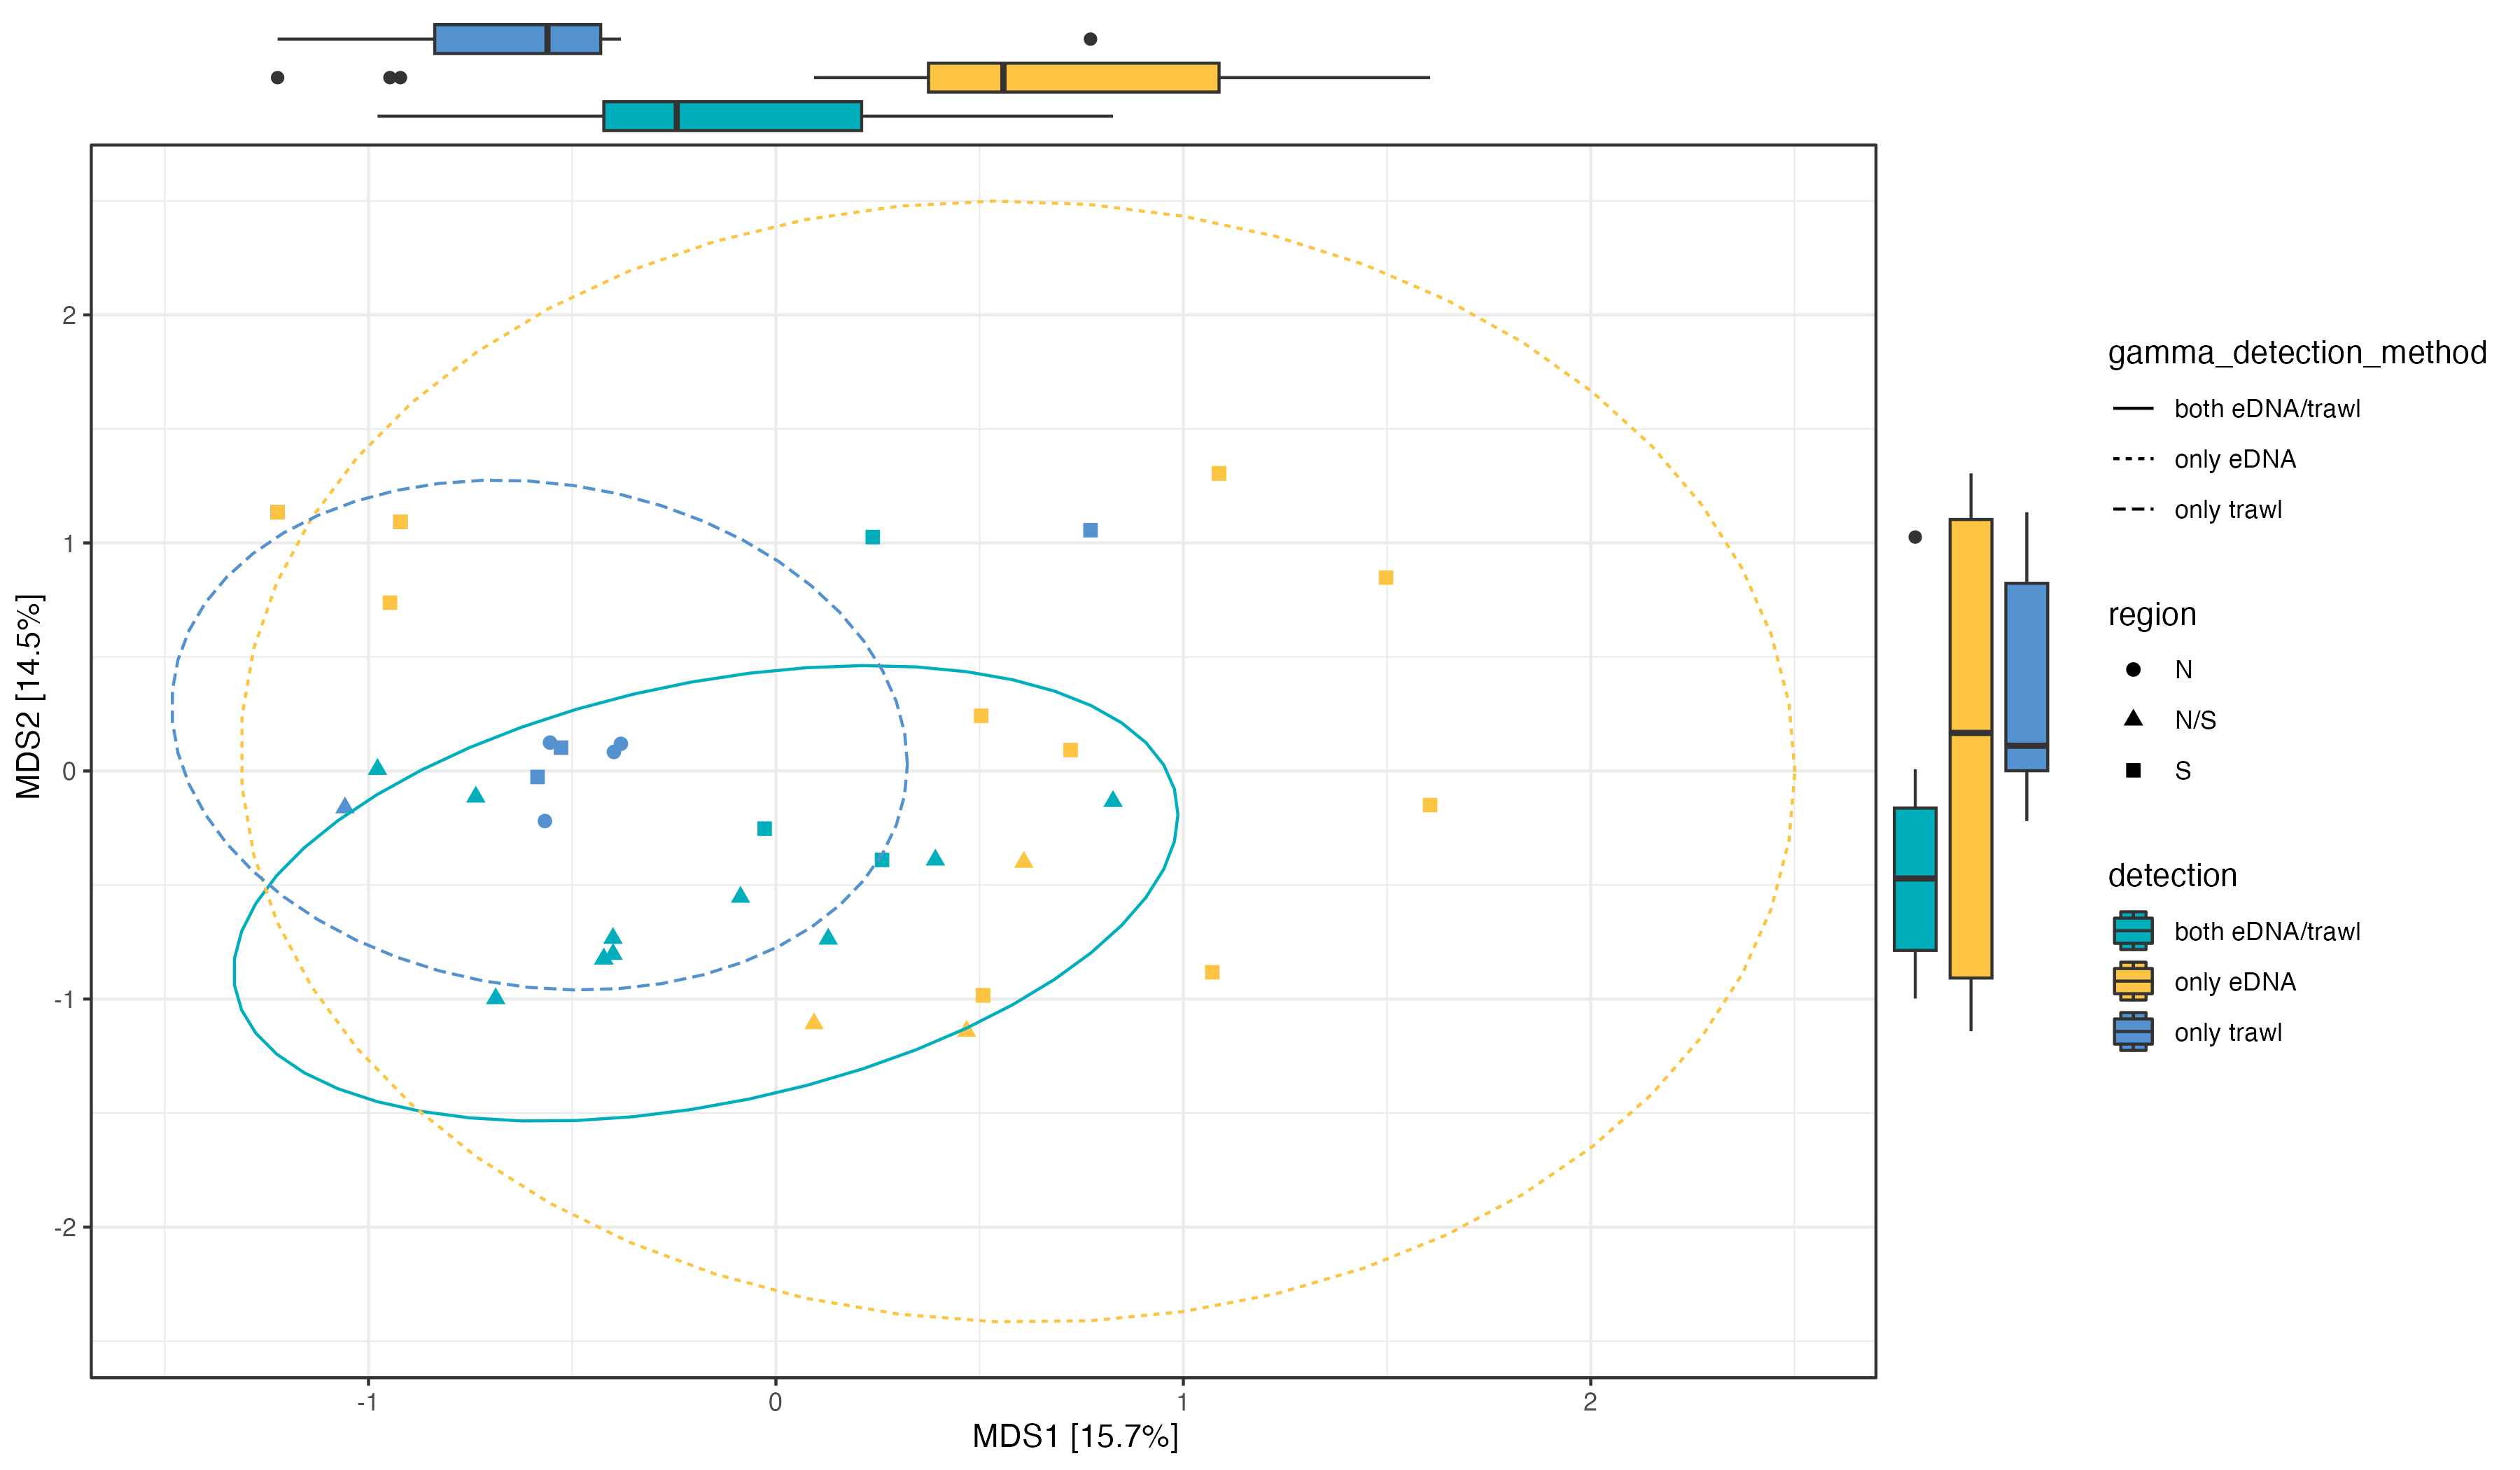 MDS2 [14.5%]
2
1
0
-1
-2
-1
0
1
2
MDS1 [15.7%]
gamma_detection_method
both eDNA/trawl
only eDNA
only trawl
region
N
N/S
S
detection
both eDNA/trawl
only eDNA
only trawl